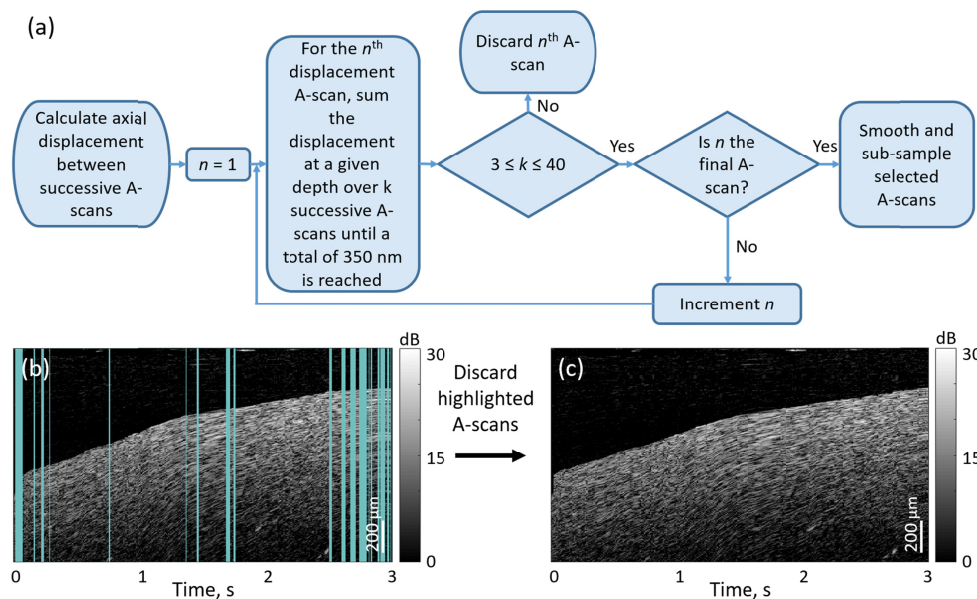 (a)
Calculate axial
displacement
between
successive A-
scans
n = 1
For the nth
displacement
A-scan, sum
the
displacement
at a given
depth over k
successive A-
scans until a
total of 350 nm
is reached
3 ≤ k ≤ 40
No
Discard nth A-
scan
Yes
Is n the
final A-
scan?
Yes
Smooth and
sub-sample
selected
A-scans
No
Increment n
(b)
200 µm
dB
30
15
0
0 1 2 3
Time, s
Discard
highlighted
A-scans
(c)
200 µm
dB
30
15
0
0 1 2 3
Time, s